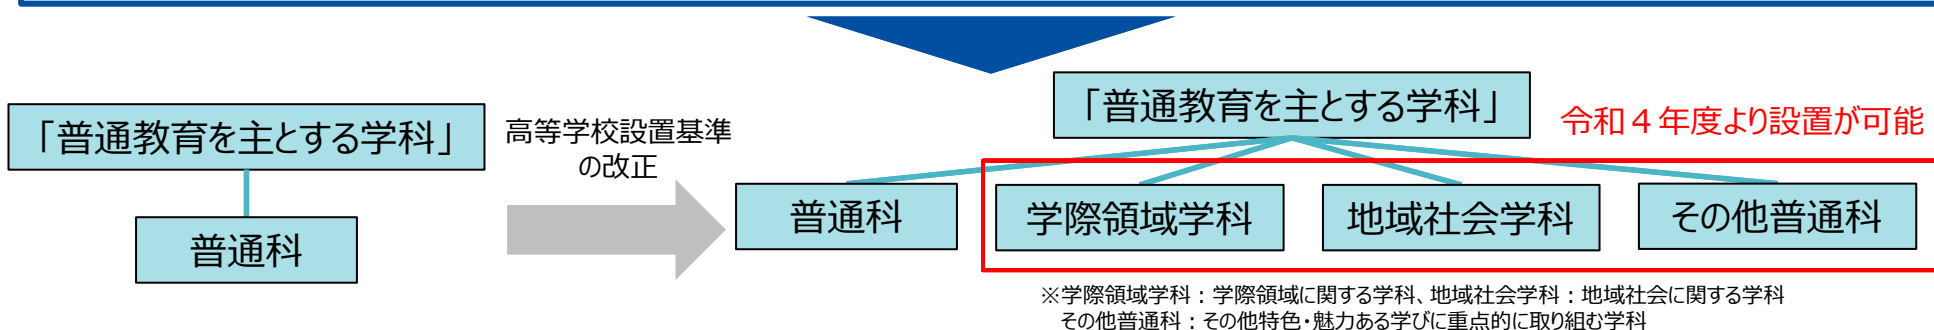 「普通教育を主とする学科」
普通科
高等学校設置基準
の改正
「普通教育を主とする学科」
令和４年度より設置が可能
普通科
学際領域学科
地域社会学科
その他普通科
※学際領域学科：学際領域に関する学科、地域社会学科：地域社会に関する学科
その他普通科：その他特色・魅力ある学びに重点的に取り組む学科